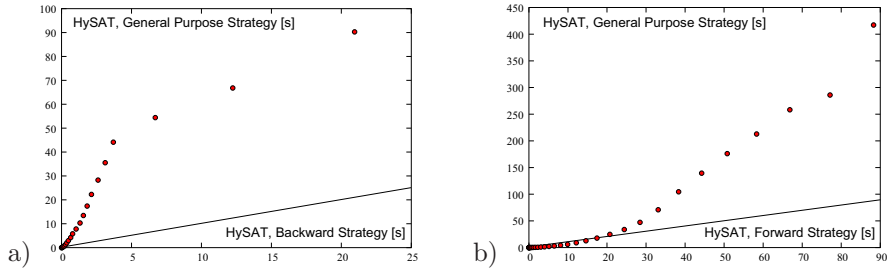 100
HySAT, General Purpose Strategy [s]
90
80
70
60
50
40
30
20
10
HySAT, Backward Strategy [s]
0
0 5 10 15 20 25
a)
450
HySAT, General Purpose Strategy [s]
400
350
300
250
200
150
100
50
HySAT, Forward Strategy [s]
0
0 10 20 30 40 50 60 70 80 90
b)